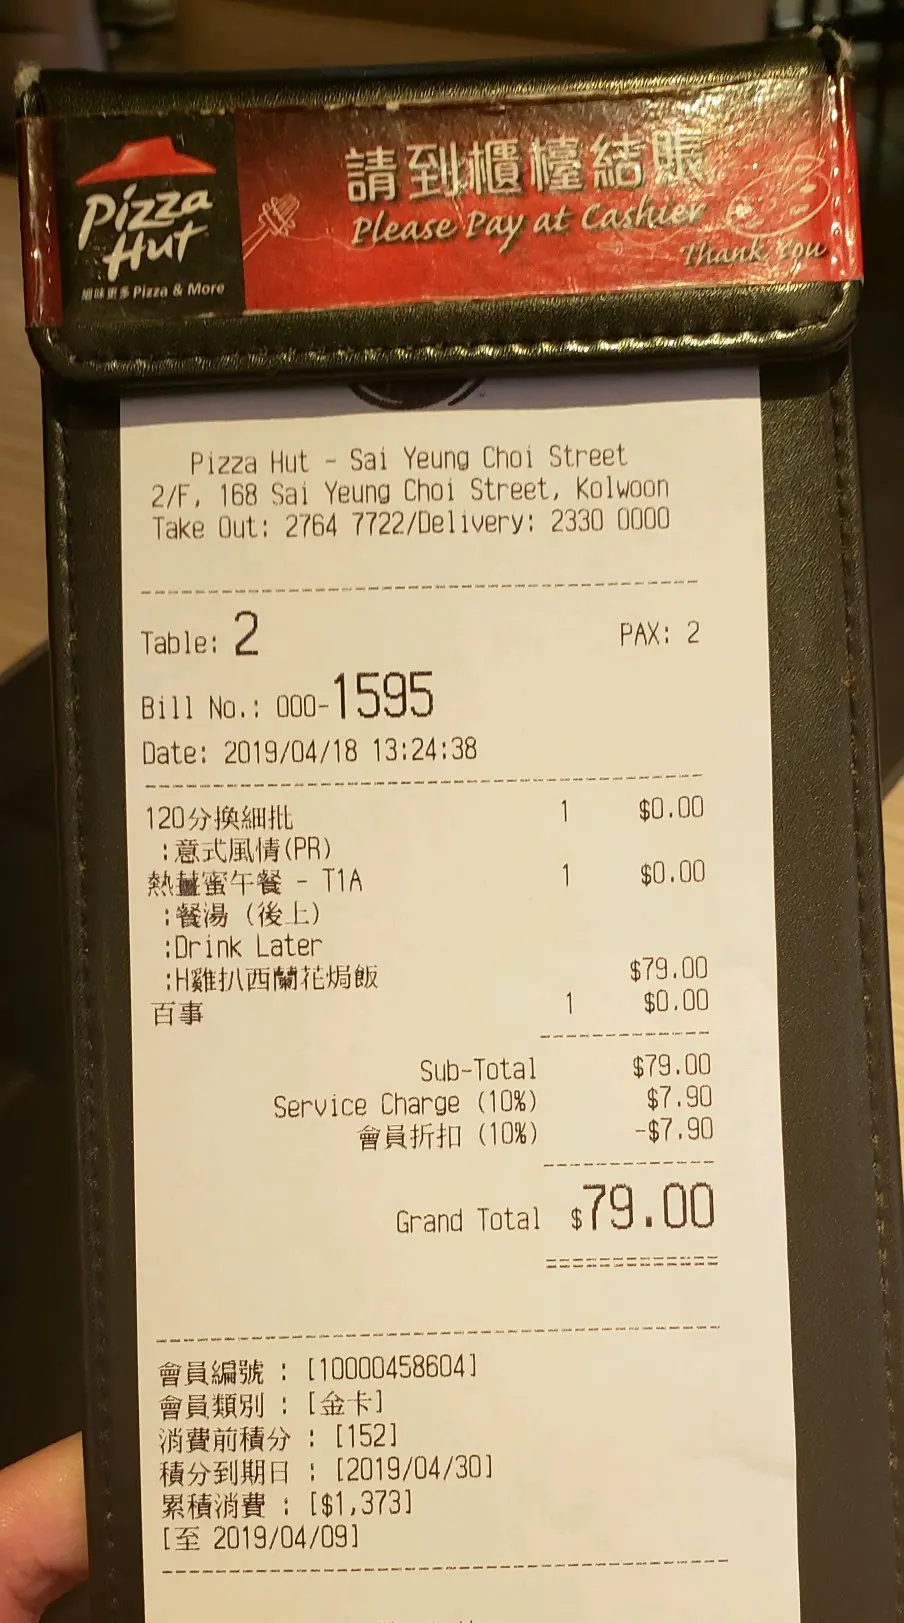 Pizza
Hut
細味更多 Pizza & More
請到櫃檯結賬
Please Pay at Cashier
Thank You
Pizza Hut - Sai Yeung Choi Street
2/F, 168 Sai Yeung Choi Street, Kolwoon
Take Out: 2764 7722/Delivery: 2330 0000
Table: 2 PAX: 2
Bill No.: 000-1595
Date: 2019/04/18 13:24:38
120分換細批 1 $0.00
:意式風情(PR)
熱薑蜜午餐 - T1A 1 $0.00
:餐湯 (後上)
:Drink Later
:H雞扒西蘭花焗飯 $79.00
百事 1 $0.00
Sub-Total $79.00
Service Charge (10%) $7.90
會員折扣 (10%) -$7.90
Grand Total $79.00
會員編號 : [10000458604]
會員類別 : [金卡]
消費前積分 : [152]
積分到期日 : [2019/04/30]
累積消費 : [$1,373]
[至 2019/04/09]